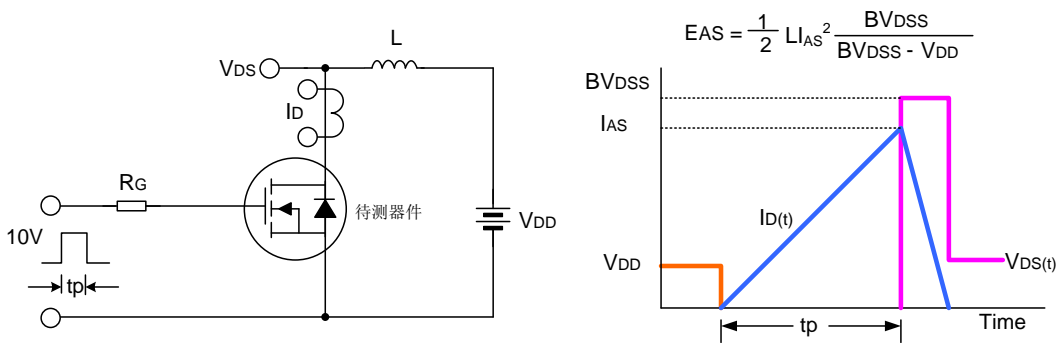 L
VDS
ID
RG
待测器件
10V
VDD
tp
EAS = 1/2 LIAS² BVDSS/(BVDSS - VDD)
BVDSS
IAS
ID(t)
VDD
VDS(t)
tp
Time